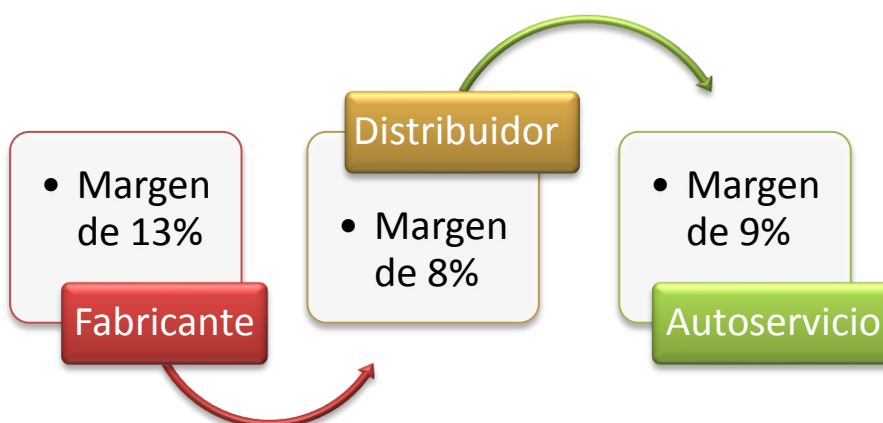 • Margen
de 13%
Fabricante
Distribuidor
• Margen
de 8%
• Margen
de 9%
Autoservicio